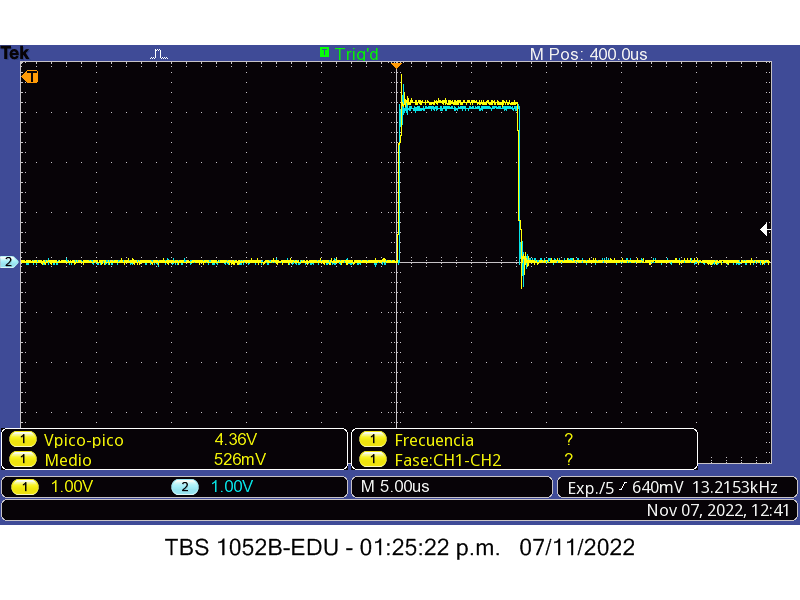 Tek T Trig'd M Pos: 400.0us
T
2
1 Vpico-pico 4.36V 1 Frecuencia ?
1 Medio 526mV 1 Fase:CH1-CH2 ?
1 1.00V 2 1.00V M 5.00us Exp./5 640mV 13.2153kHz
Nov 07, 2022, 12:41
TBS 1052B-EDU - 01:25:22 p.m. 07/11/2022